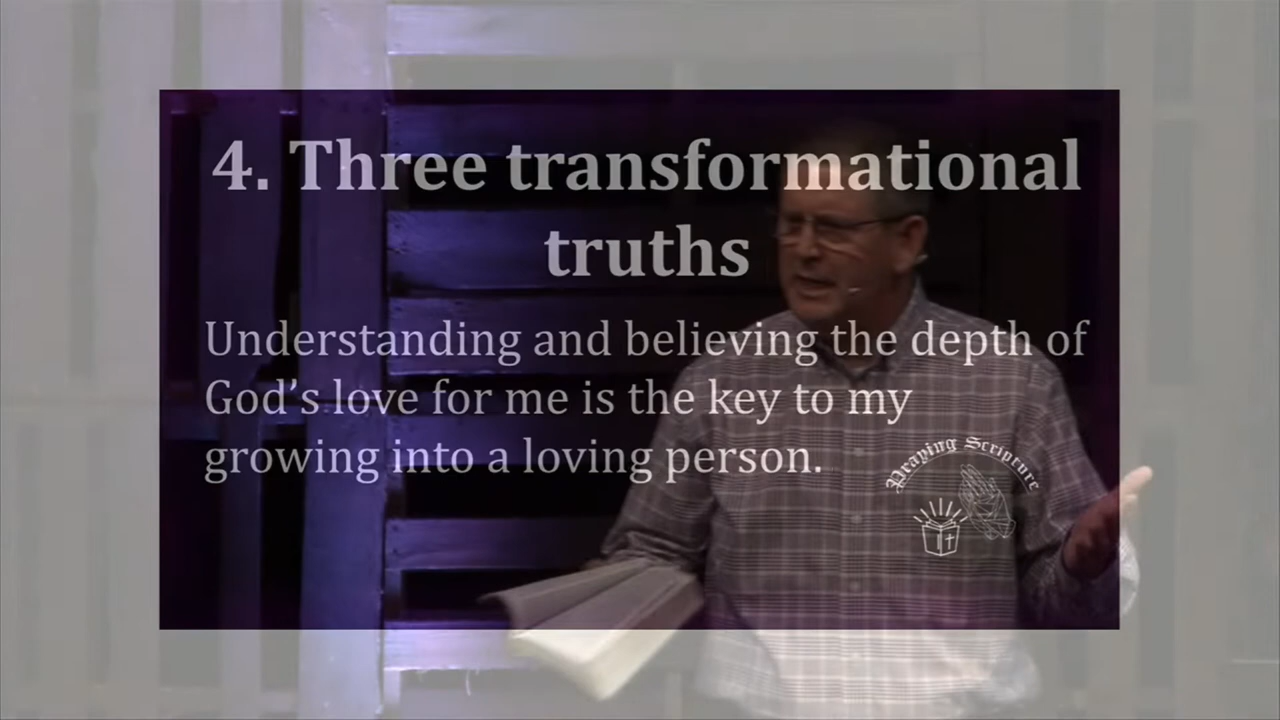 4. Three transformational
truths
Understanding and believing the depth of
God’s love for me is the key to my
growing into a loving person.
Praying Scripture